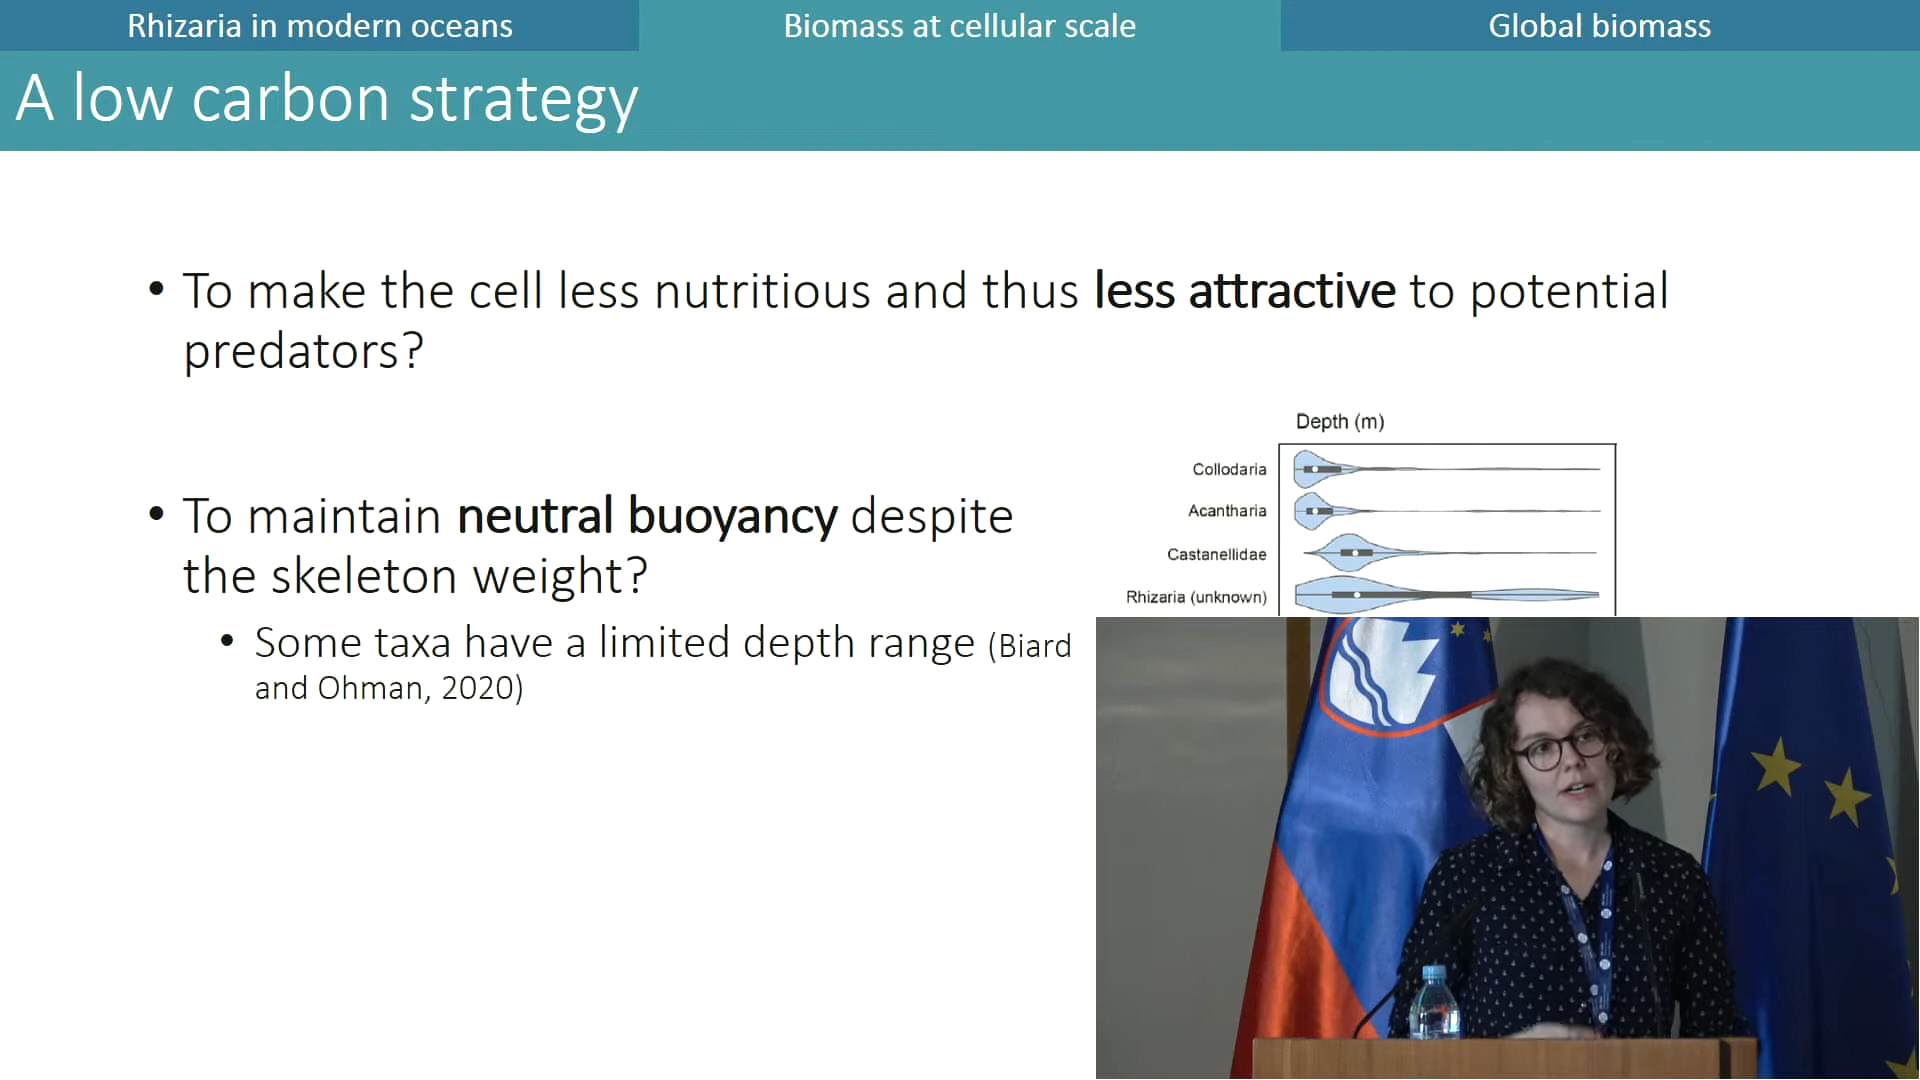 Rhizaria in modern oceans
Biomass at cellular scale
Global biomass
A low carbon strategy
• To make the cell less nutritious and thus less attractive to potential
predators?
• To maintain neutral buoyancy despite
the skeleton weight?
• Some taxa have a limited depth range (Biard
and Ohman, 2020)
Depth (m)
Collodaria
Acantharia
Castanellidae
Rhizaria (unknown)